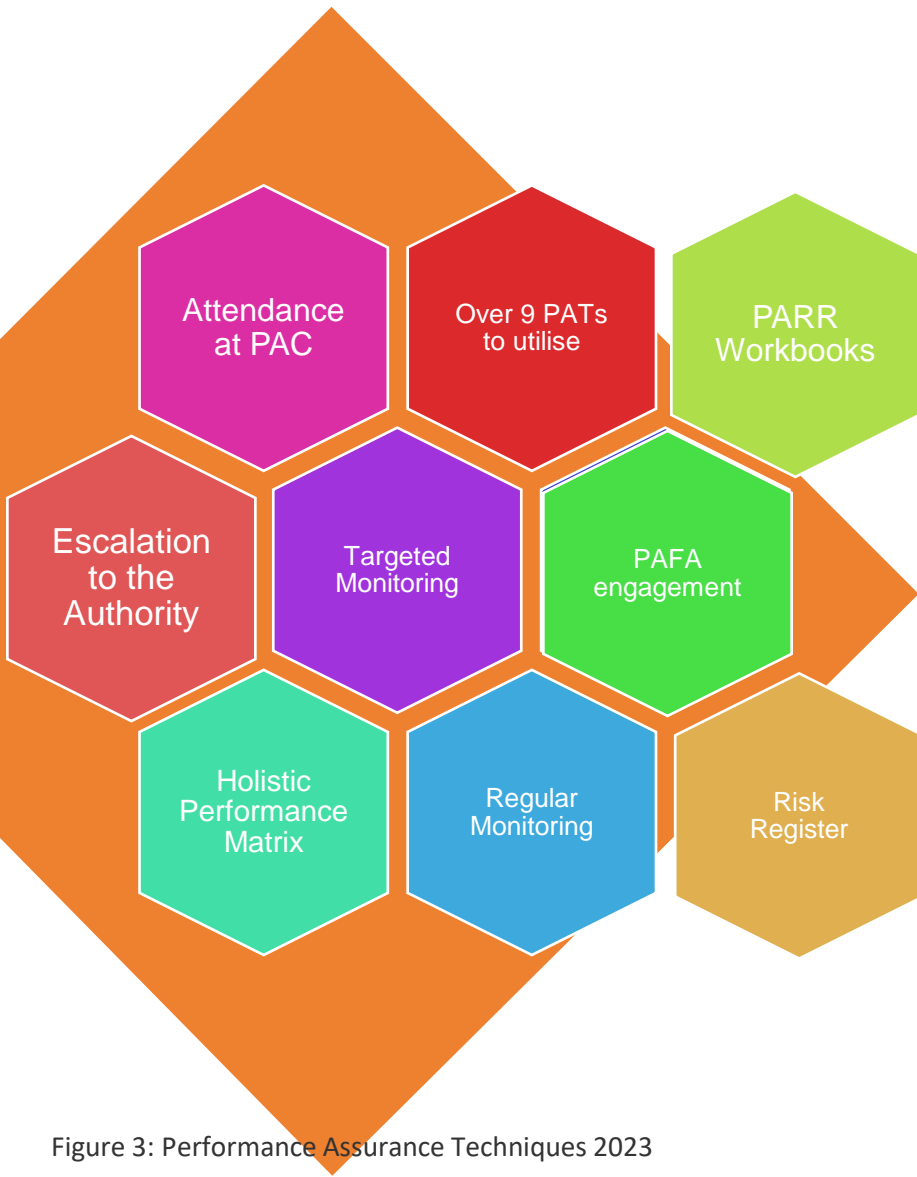 Attendance
at PAC
Over 9 PATs
to utilise
PARR
Workbooks
Escalation
to the
Authority
Targeted
Monitoring
PAFA
engagement
Holistic
Performance
Matrix
Regular
Monitoring
Risk
Register
Figure 3: Performance Assurance Techniques 2023